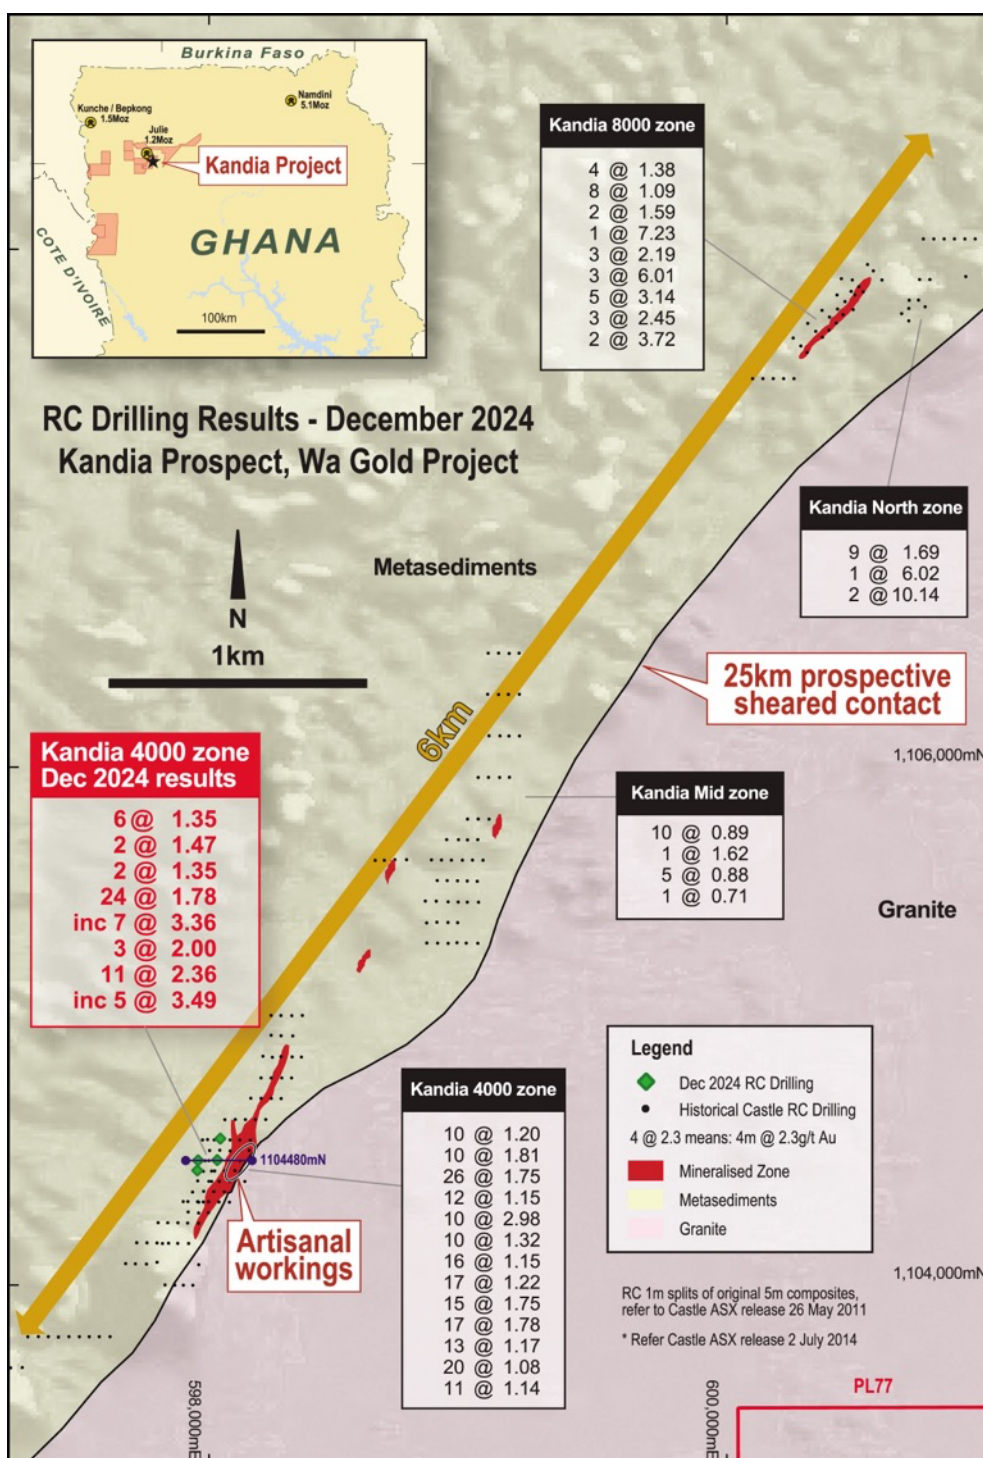 Burkina Faso
Namdini
5.1Moz
Kunche / Bepkong
1.5Moz
Julie
1.2Moz
Kandia Project
GHANA
COTE D'IVOIRE
100km
Kandia 8000 zone
4 @ 1.38
8 @ 1.09
2 @ 1.59
1 @ 7.23
3 @ 2.19
3 @ 6.01
5 @ 3.14
3 @ 2.45
2 @ 3.72
RC Drilling Results - December 2024
Kandia Prospect, Wa Gold Project
Kandia North zone
9 @ 1.69
1 @ 6.02
2 @ 10.14
Metasediments
N
1km
25km prospective
sheared contact
6km
1,106,000mN
Kandia 4000 zone
Dec 2024 results
6 @ 1.35
2 @ 1.47
2 @ 1.35
24 @ 1.78
inc 7 @ 3.36
3 @ 2.00
11 @ 2.36
inc 5 @ 3.49
Kandia Mid zone
10 @ 0.89
1 @ 1.62
5 @ 0.88
1 @ 0.71
Granite
Legend
Dec 2024 RC Drilling
Historical Castle RC Drilling
4 @ 2.3 means: 4m @ 2.3g/t Au
Mineralised Zone
Metasediments
Granite
Kandia 4000 zone
10 @ 1.20
10 @ 1.81
26 @ 1.75
12 @ 1.15
10 @ 2.98
10 @ 1.32
16 @ 1.15
17 @ 1.22
15 @ 1.75
17 @ 1.78
13 @ 1.17
20 @ 1.08
11 @ 1.14
1104480mN
Artisanal
workings
1,104,000mN
RC 1m splits of original 5m composites,
refer to Castle ASX release 26 May 2011
* Refer Castle ASX release 2 July 2014
PL77
598,000mE
600,000mE